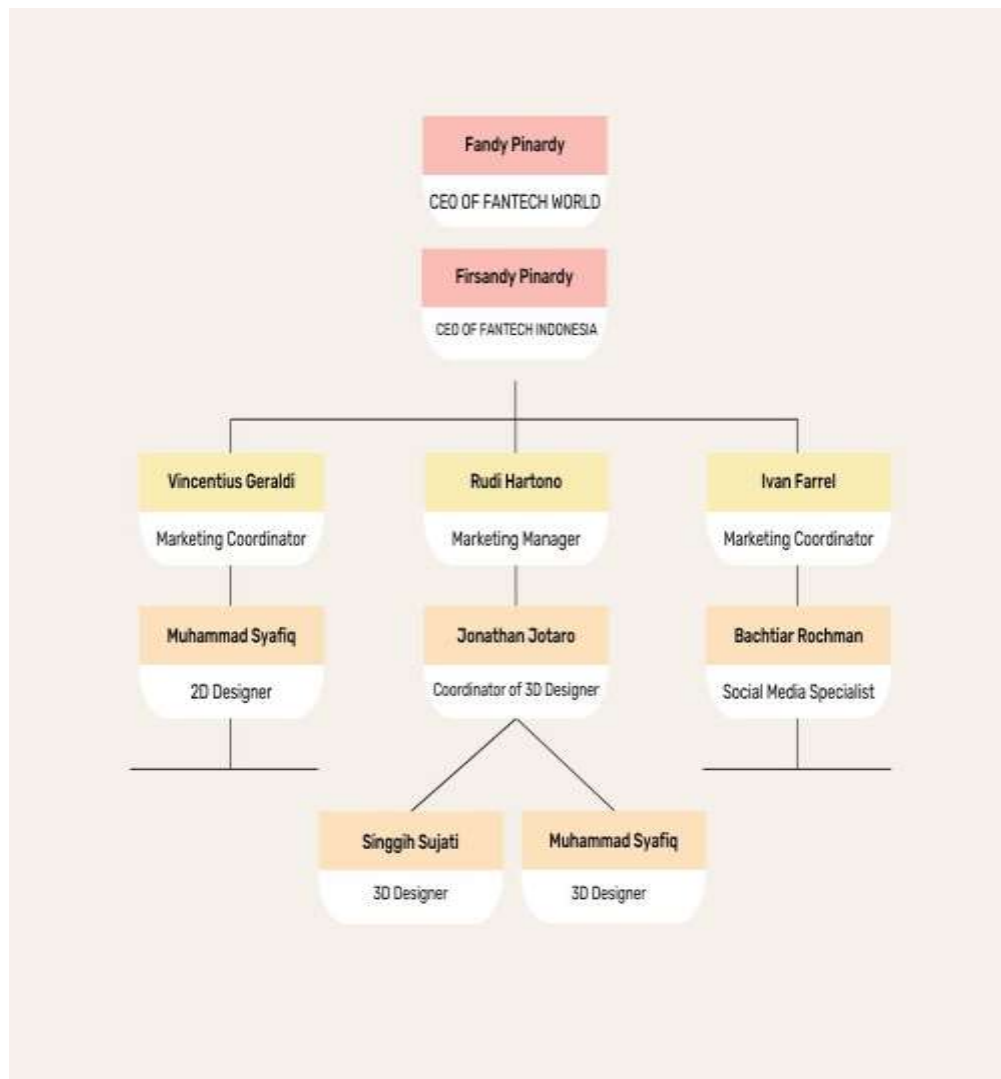 Fandy Pinardy
CEO OF FANTECH WORLD
Firsandy Pinardy
CEO OF FANTECH INDONESIA
Vincentius Geraldi
Marketing Coordinator
Rudi Hartono
Marketing Manager
Ivan Farrel
Marketing Coordinator
Muhammad Syafiq
2D Designer
Jonathan Jotaro
Coordinator of 3D Designer
Bachtiar Rochman
Social Media Specialist
Singgih Sujati
3D Designer
Muhammad Syafiq
3D Designer